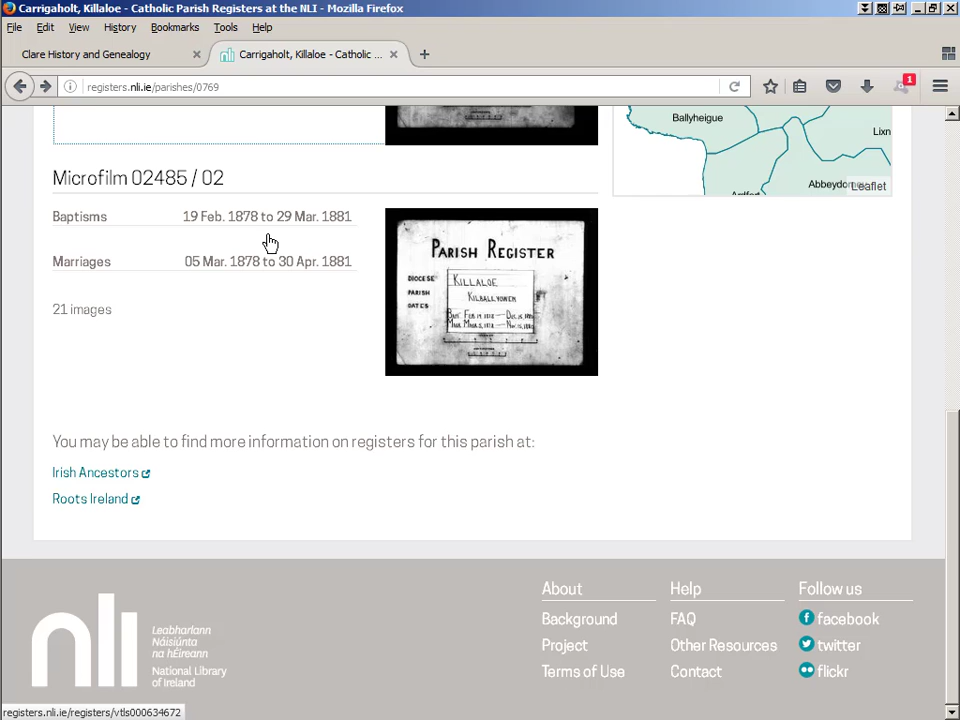 Carrigaholt, Killaloe - Catholic Parish Registers at the NLI - Mozilla Firefox
File Edit View History Bookmarks Tools Help
Clare History and Genealogy
Carrigaholt, Killaloe - Catholic ...
registers.nli.ie/parishes/0769
1
Ballyheigue
Lixn
Abbeydo
Ardfert
Leaflet
Microfilm 02485 / 02
Baptisms 19 Feb. 1878 to 29 Mar. 1881
Marriages 05 Mar. 1878 to 30 Apr. 1881
21 images
PARISH REGISTER
DIOCESE KILLALOE
PARISH KILBALLYOWEN
DATES
You may be able to find more information on registers for this parish at:
Irish Ancestors
Roots Ireland
Leabharlann
Náisiúnta
na hÉireann
National Library
of Ireland
nli
About
Background
Project
Terms of Use
Help
FAQ
Other Resources
Contact
Follow us
facebook
twitter
flickr
registers.nli.ie/registers/vtls000634672